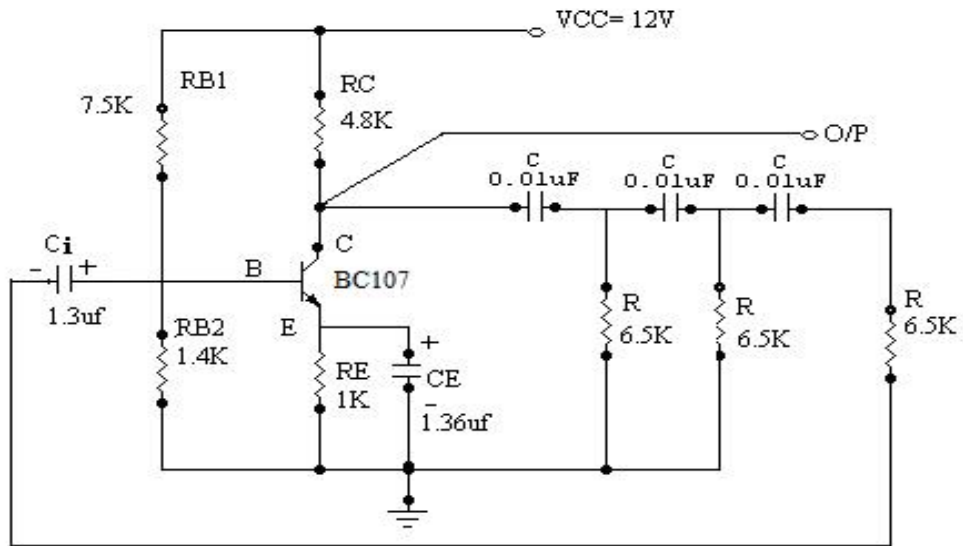 VCC= 12V
RB1
7.5K
RC
4.8K
O/P
C
0.01uF
C
0.01uF
C
0.01uF
Ci
- +
1.3uf
B
C
BC107
E
RB2
1.4K
RE
1K
+
CE
-
1.36uf
R
6.5K
R
6.5K
R
6.5K